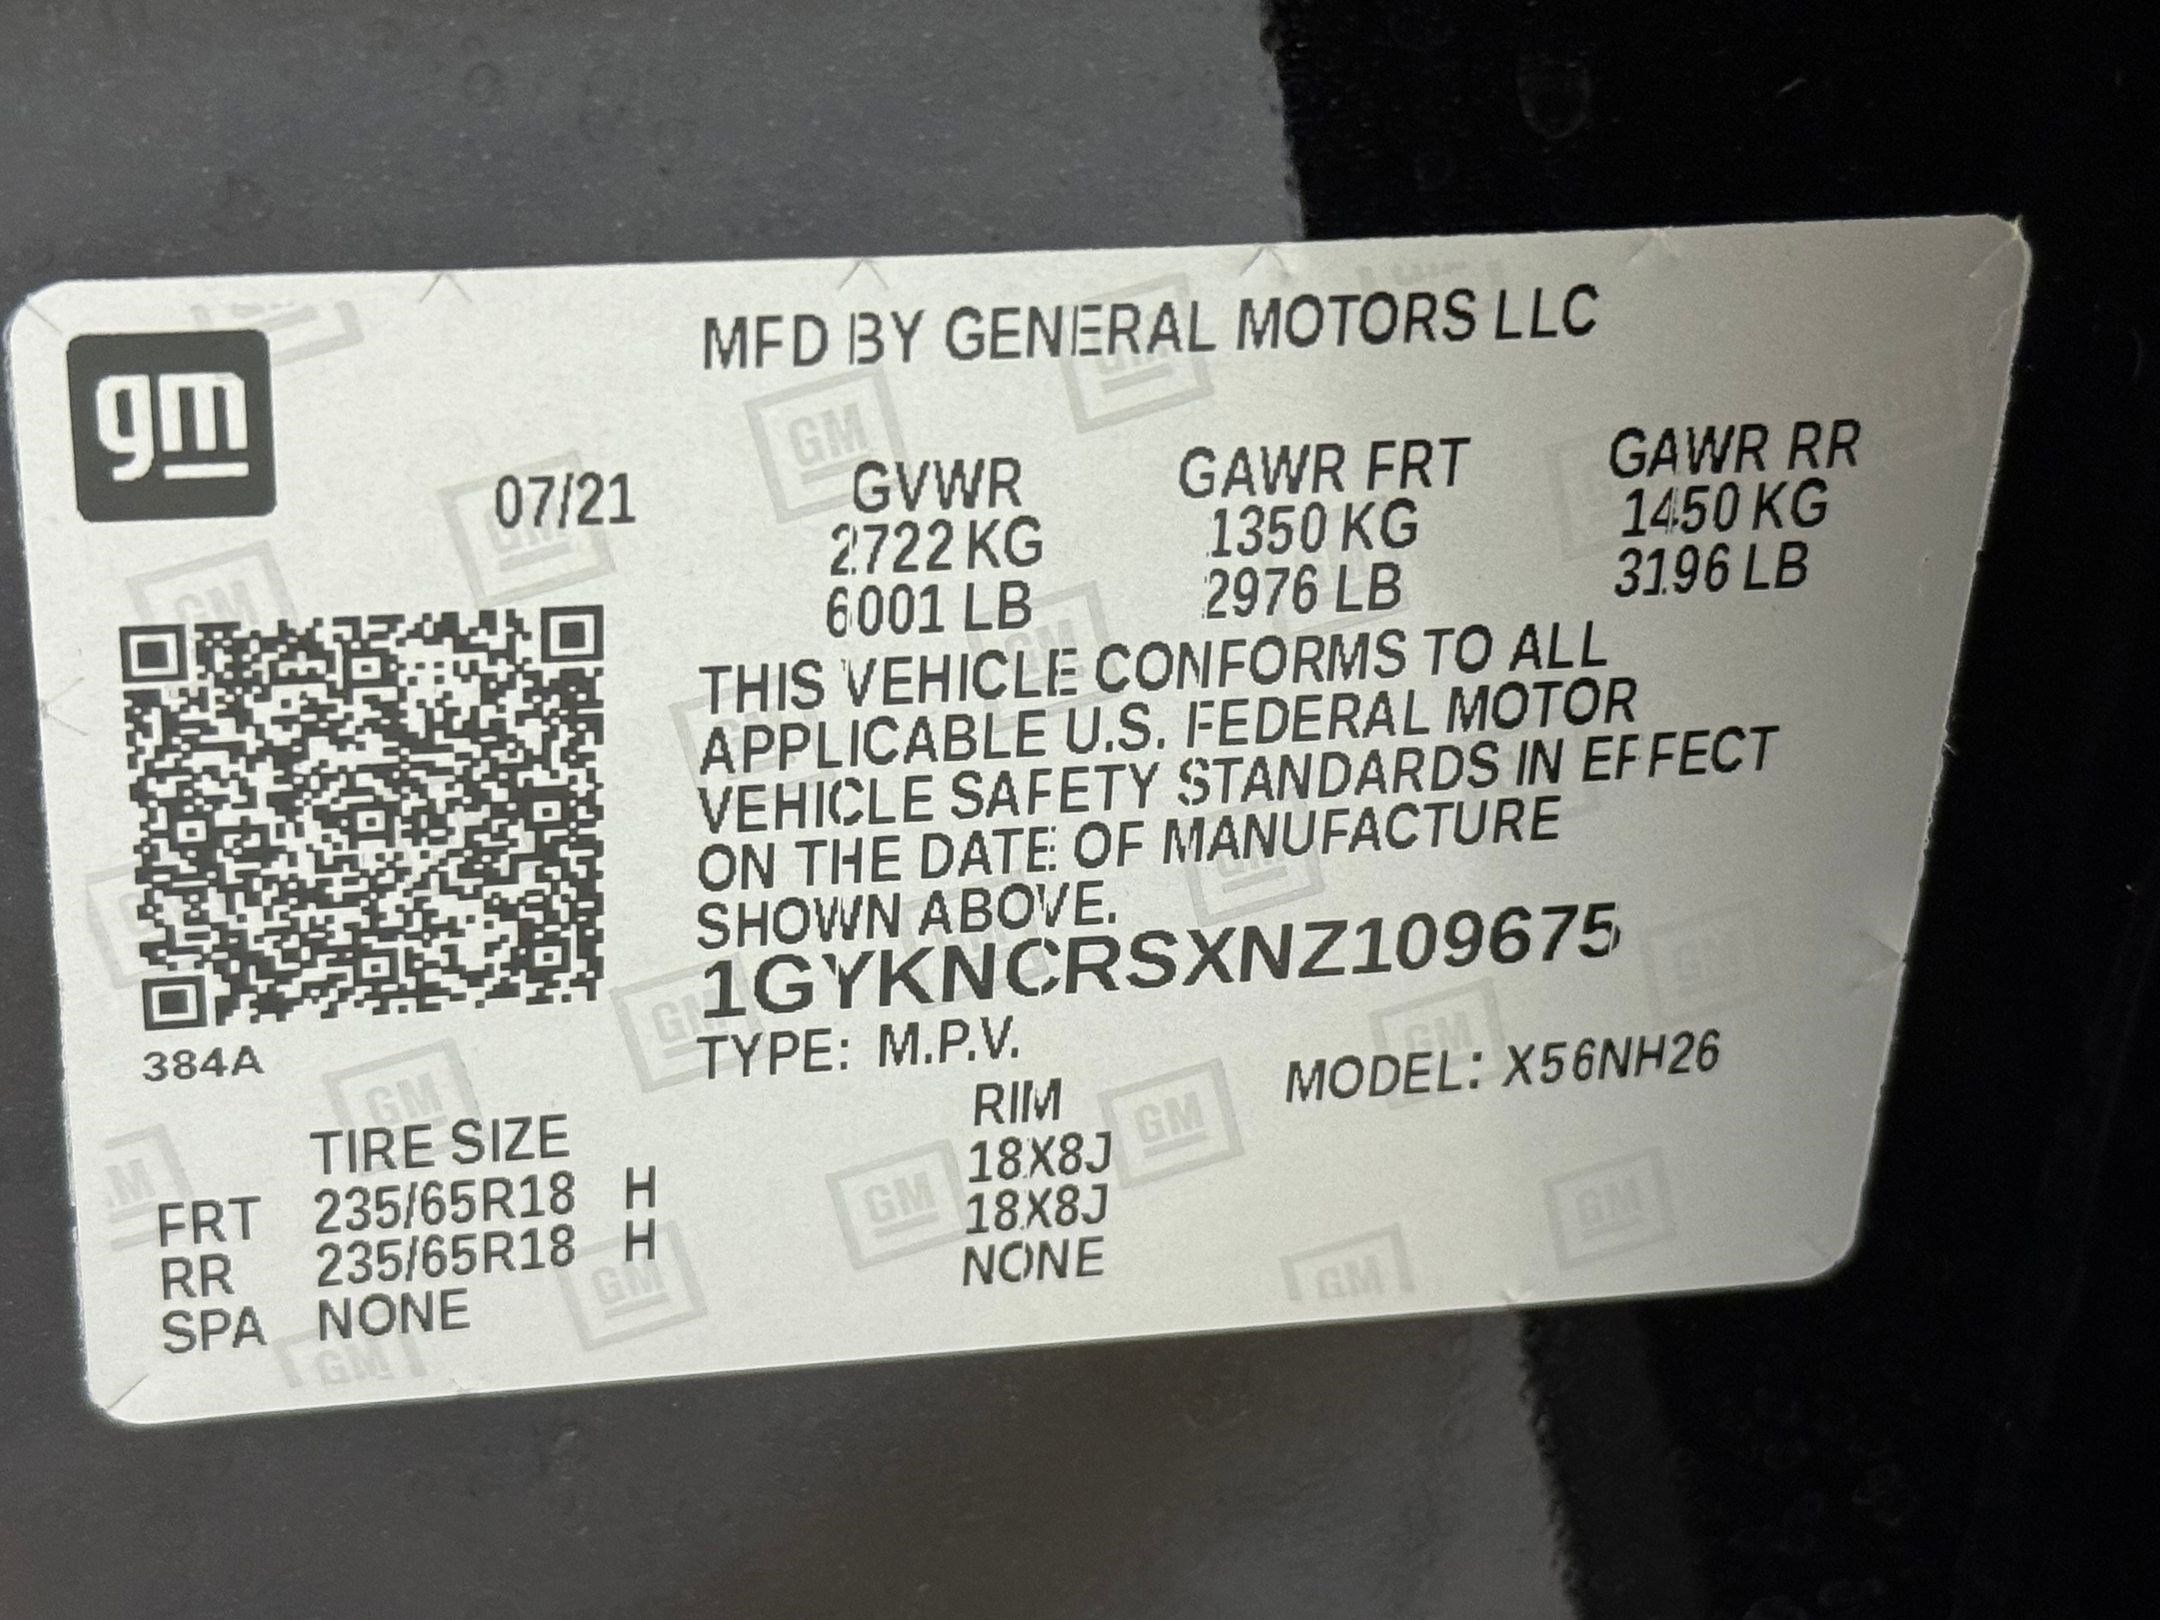 gm
MFD BY GENERAL MOTORS LLC
07/21 GVWR GAWR FRT GAWR RR
2722 KG 1350 KG 1450 KG
6001 LB 2976 LB 3196 LB
THIS VEHICLE CONFORMS TO ALL
APPLICABLE U.S. FEDERAL MOTOR
VEHICLE SAFETY STANDARDS IN EFFECT
ON THE DATE OF MANUFACTURE
SHOWN ABOVE.
1GYKNCRSXNZ109675
384A
TYPE: M.P.V. MODEL: X56NH26
TIRE SIZE RIM
FRT 235/65R18 H 18X8J
RR 235/65R18 H 18X8J
SPA NONE NONE